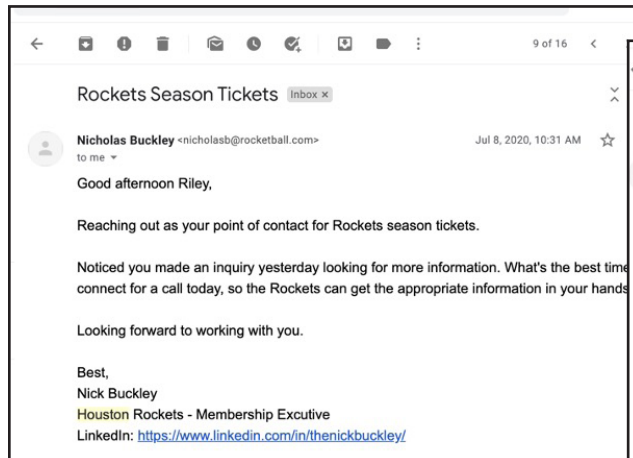 9 of 16
Rockets Season Tickets Inbox x
Nicholas Buckley <nicholasb@rocketball.com> Jul 8, 2020, 10:31 AM
to me
Good afternoon Riley,
Reaching out as your point of contact for Rockets season tickets.
Noticed you made an inquiry yesterday looking for more information. What's the best time
connect for a call today, so the Rockets can get the appropriate information in your hands
Looking forward to working with you.
Best,
Nick Buckley
Houston Rockets - Membership Excutive
LinkedIn: https://www.linkedin.com/in/thenickbuckley/